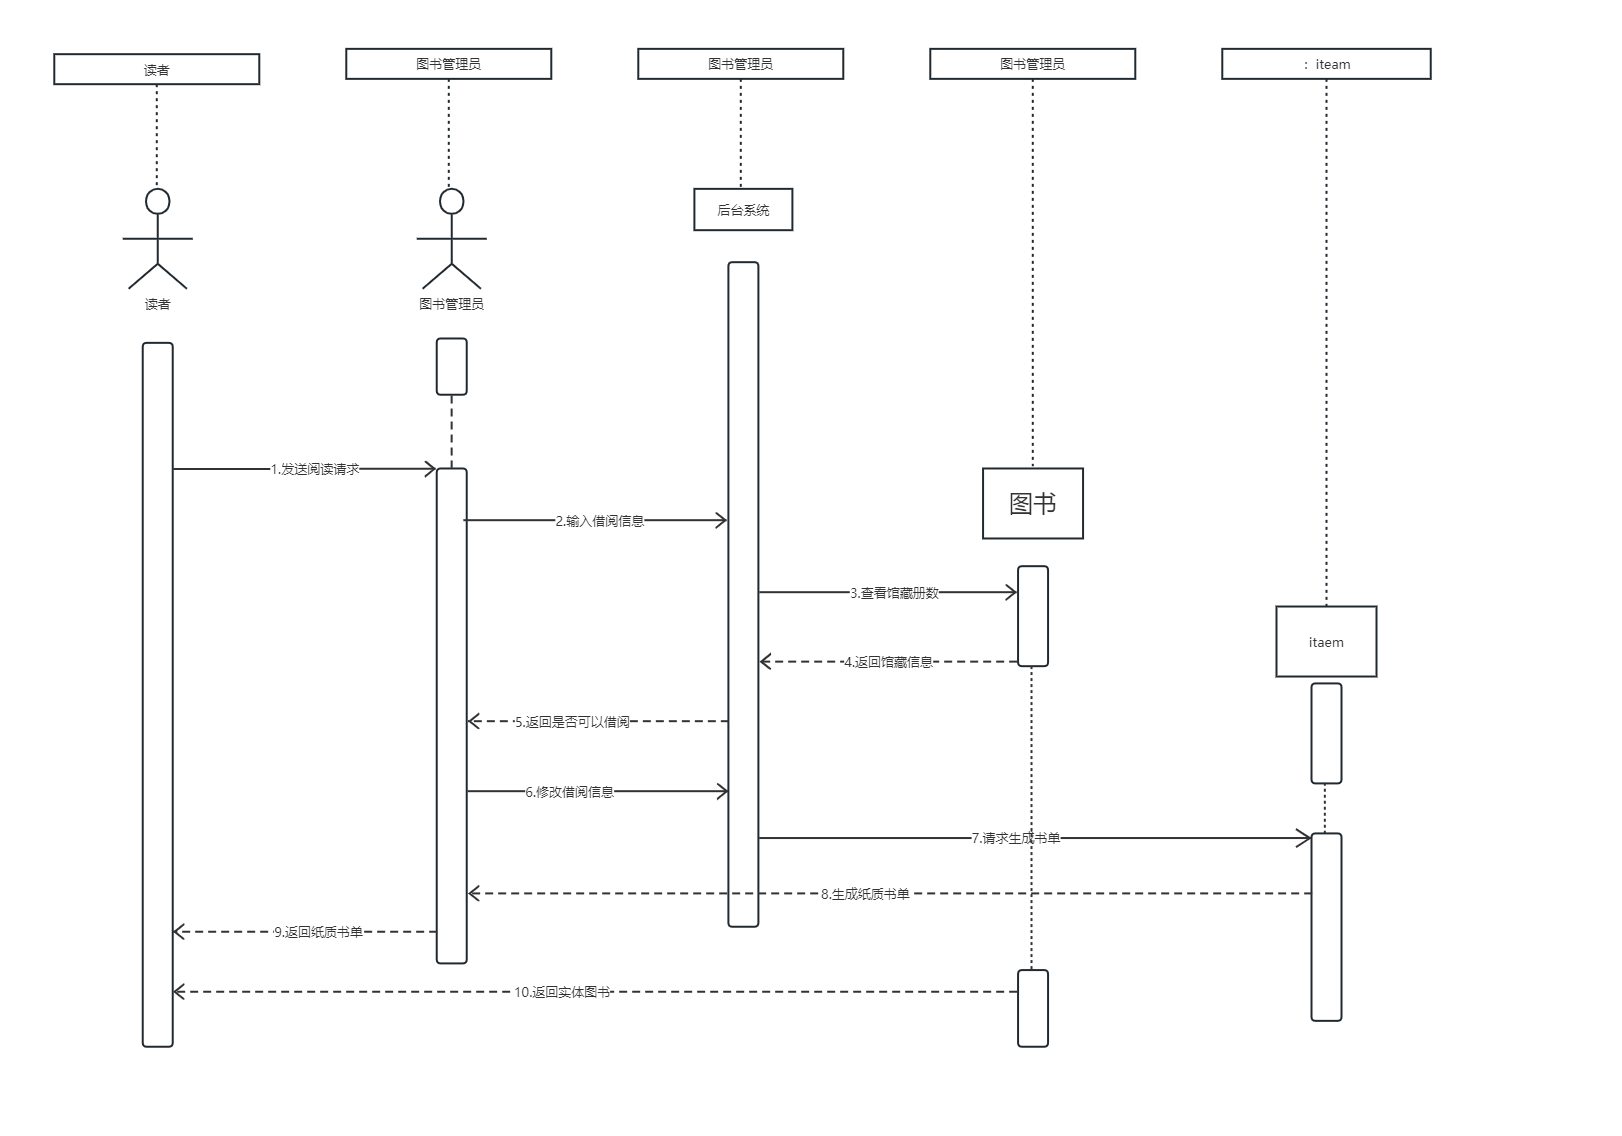 读者
图书管理员
图书管理员
图书管理员
：iteam
后台系统
读者
图书管理员
1.发送阅读请求
图书
2.输入借阅信息
3.查看馆藏册数
itaem
4.返回馆藏信息
5.返回是否可以借阅
6.修改借阅信息
7.请求生成书单
8.生成纸质书单
9.返回纸质书单
10.返回实体图书